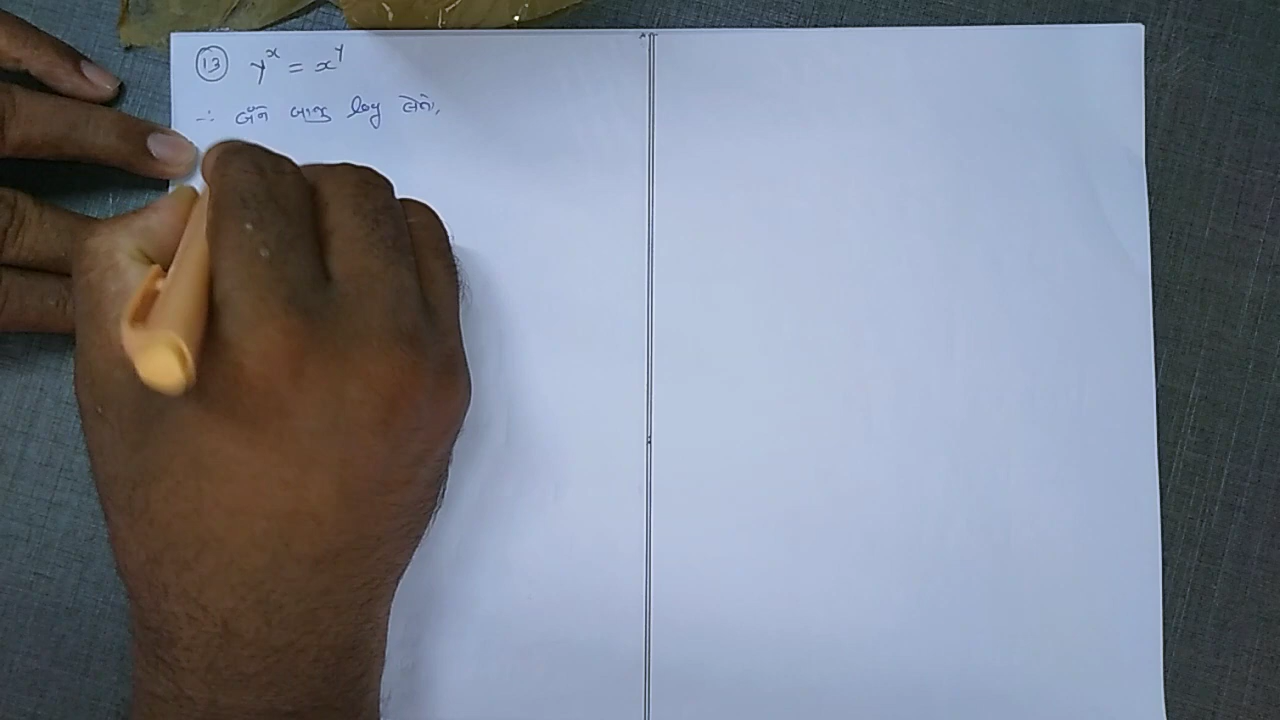 (13) y^x = x^y
∴ બંને બાજુ log લેતાં,